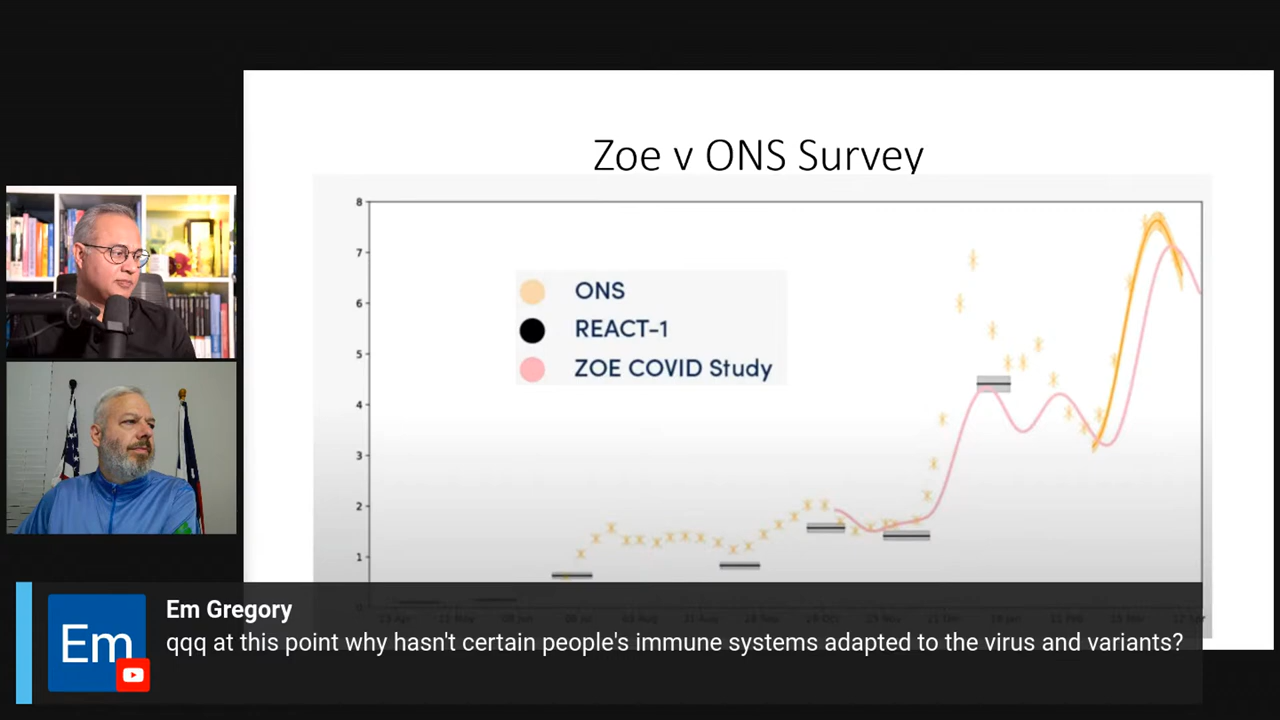 Zoe v ONS Survey
8
7
6
5
4
3
2
1
ONS
REACT-1
ZOE COVID Study
Em
Em Gregory
qqq at this point why hasn't certain people's immune systems adapted to the virus and variants?